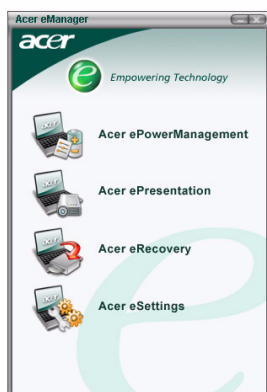 Acer eManager
acer
e Empowering Technology
Acer ePowerManagement
Acer ePresentation
Acer eRecovery
Acer eSettings